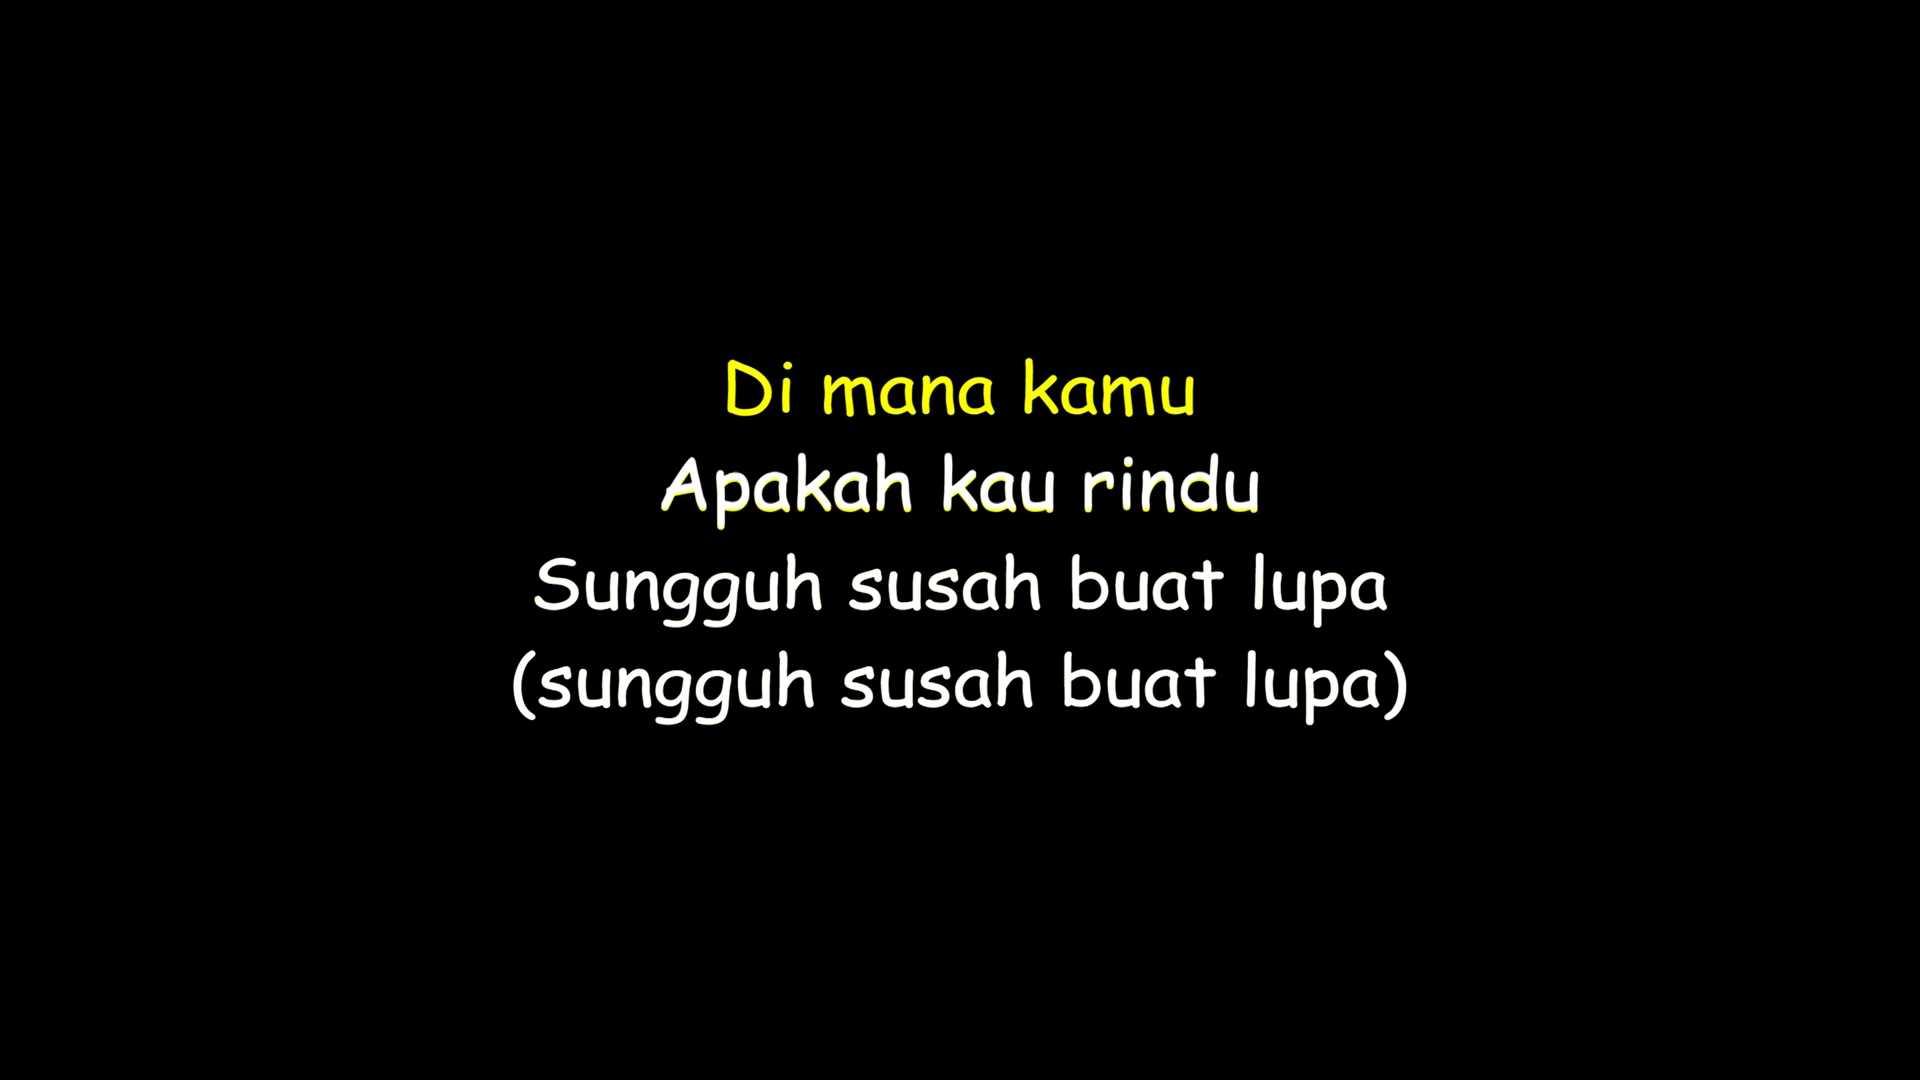 Di mana kamu
Apakah kau rindu
Sungguh susah buat lupa
(sungguh susah buat lupa)